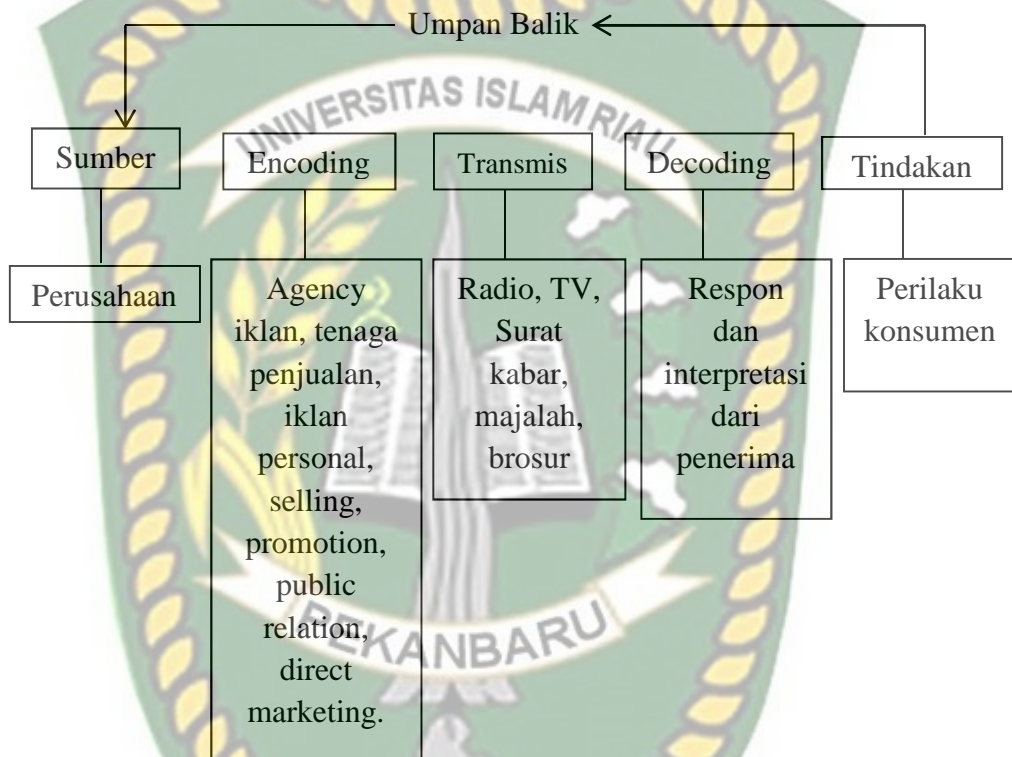 Umpan Balik
UNIVERSITAS ISLAM RIAU
Sumber
Encoding
Transmis
Decoding
Tindakan
Perusahaan
Agency
iklan, tenaga
penjualan,
iklan
personal,
selling,
promotion,
public
relation,
direct
marketing.
Radio, TV,
Surat
kabar,
majalah,
brosur
Respon
dan
interpretasi
dari
penerima
Perilaku
konsumen
PEKANBARU